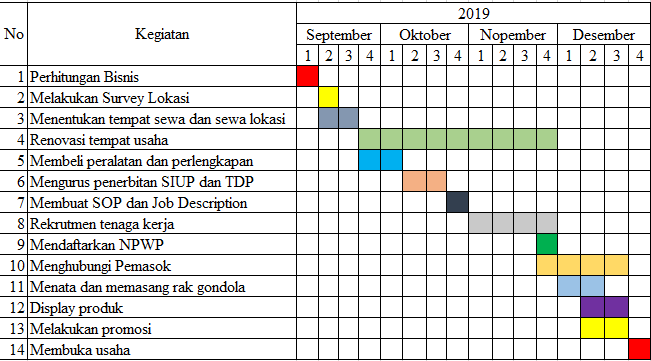 No Kegiatan 2019
September Oktober Nopember Desember
1 2 3 4 1 2 3 4 1 2 3 4 1 2 3 4
1 Perhitungan Bisnis
2 Melakukan Survey Lokasi
3 Menentukan tempat sewa dan sewa lokasi
4 Renovasi tempat usaha
5 Membeli peralatan dan perlengkapan
6 Mengurus penerbitan SIUP dan TDP
7 Membuat SOP dan Job Description
8 Rekrutmen tenaga kerja
9 Mendaftarkan NPWP
10 Menghubungi Pemasok
11 Menata dan memasang rak gondola
12 Display produk
13 Melakukan promosi
14 Membuka usaha